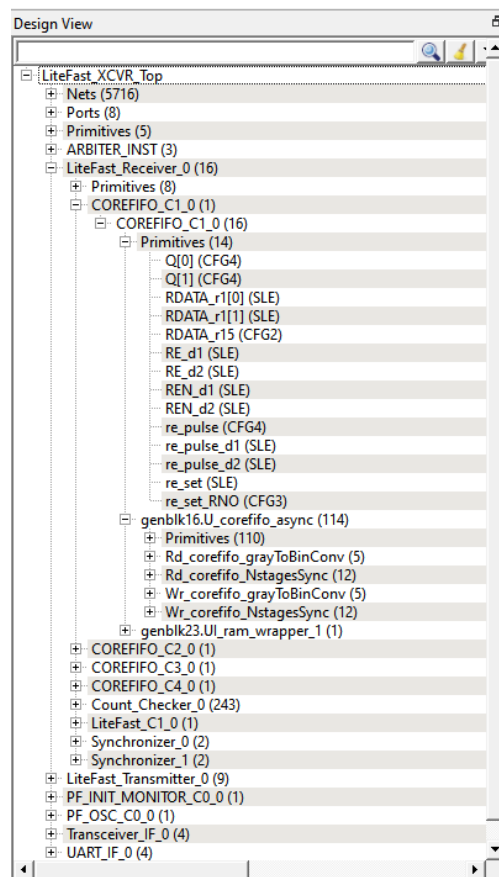 Design View
LiteFast_XCVR_Top
Nets (5716)
Ports (8)
Primitives (5)
ARBITER_INST (3)
LiteFast_Receiver_0 (16)
Primitives (8)
COREFIFO_C1_0 (1)
COREFIFO_C1_0 (16)
Primitives (14)
Q[0] (CFG4)
Q[1] (CFG4)
RDATA_r1[0] (SLE)
RDATA_r1[1] (SLE)
RDATA_r15 (CFG2)
RE_d1 (SLE)
RE_d2 (SLE)
REN_d1 (SLE)
REN_d2 (SLE)
re_pulse (CFG4)
re_pulse_d1 (SLE)
re_pulse_d2 (SLE)
re_set (SLE)
re_set_RNO (CFG3)
genblk16.U_corefifo_async (114)
Primitives (110)
Rd_corefifo_grayToBinConv (5)
Rd_corefifo_NstagesSync (12)
Wr_corefifo_grayToBinConv (5)
Wr_corefifo_NstagesSync (12)
genblk23.UI_ram_wrapper_1 (1)
COREFIFO_C2_0 (1)
COREFIFO_C3_0 (1)
COREFIFO_C4_0 (1)
Count_Checker_0 (243)
LiteFast_C1_0 (1)
Synchronizer_0 (2)
Synchronizer_1 (2)
LiteFast_Transmitter_0 (9)
PF_INIT_MONITOR_C0_0 (1)
PF_OSC_C0_0 (1)
Transceiver_IF_0 (4)
UART_IF_0 (4)